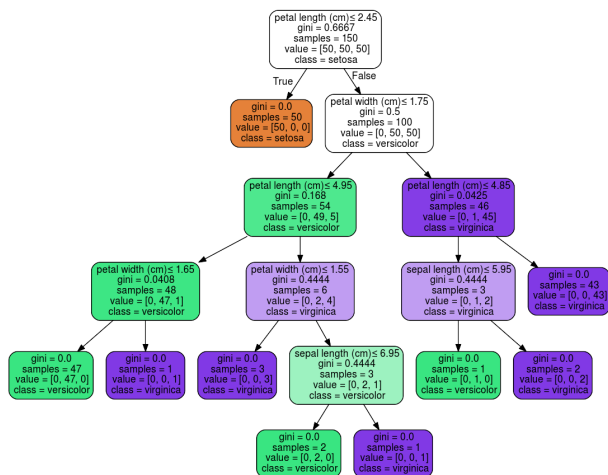 petal length (cm)≤ 2.45
gini = 0.6667
samples = 150
value = [50, 50, 50]
class = setosa
True
False
gini = 0.0
samples = 50
value = [50, 0, 0]
class = setosa
petal width (cm)≤ 1.75
gini = 0.5
samples = 100
value = [0, 50, 50]
class = versicolor
petal length (cm)≤ 4.95
gini = 0.168
samples = 54
value = [0, 49, 5]
class = versicolor
petal length (cm)≤ 4.85
gini = 0.0425
samples = 46
value = [0, 1, 45]
class = virginica
petal width (cm)≤ 1.65
gini = 0.0408
samples = 48
value = [0, 47, 1]
class = versicolor
petal width (cm)≤ 1.55
gini = 0.4444
samples = 6
value = [0, 2, 4]
class = virginica
sepal length (cm)≤ 5.95
gini = 0.4444
samples = 3
value = [0, 1, 2]
class = virginica
gini = 0.0
samples = 43
value = [0, 0, 43]
class = virginica
gini = 0.0
samples = 47
value = [0, 47, 0]
class = versicolor
gini = 0.0
samples = 1
value = [0, 0, 1]
class = virginica
gini = 0.0
samples = 3
value = [0, 0, 3]
class = virginica
sepal length (cm)≤ 6.95
gini = 0.4444
samples = 3
value = [0, 2, 1]
class = versicolor
gini = 0.0
samples = 1
value = [0, 1, 0]
class = versicolor
gini = 0.0
samples = 2
value = [0, 0, 2]
class = virginica
gini = 0.0
samples = 2
value = [0, 2, 0]
class = versicolor
gini = 0.0
samples = 1
value = [0, 0, 1]
class = virginica